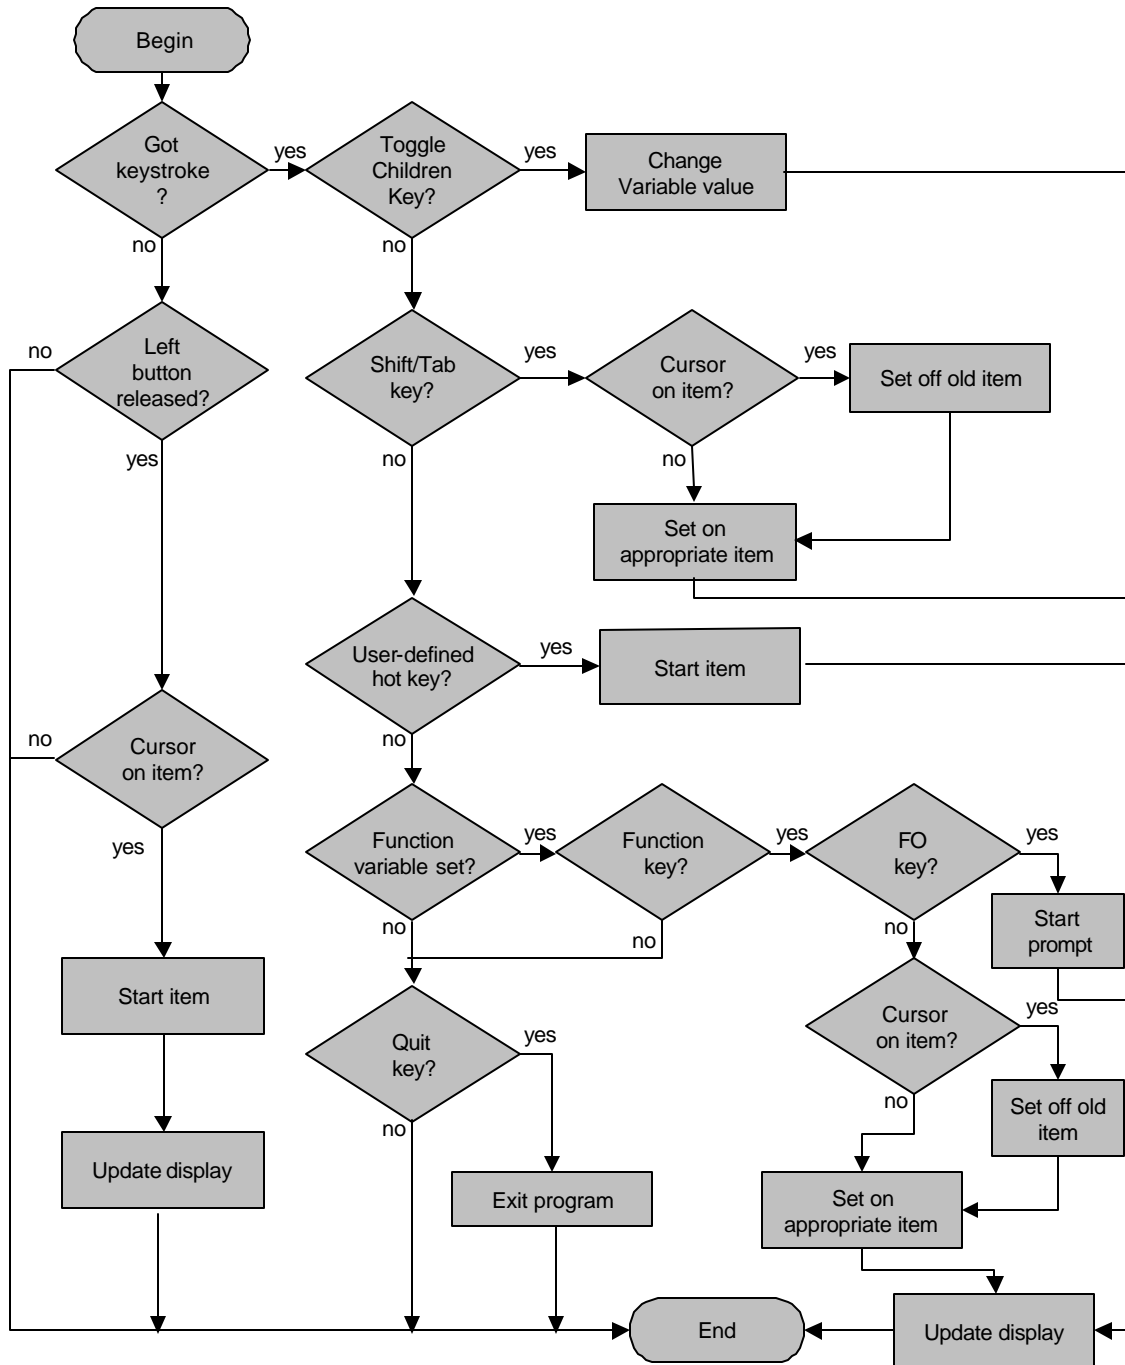 Begin
Got
keystroke
?
yes
Toggle
Children
Key?
yes
Change
Variable value
no
no
no
Left
button
released?
Shift/Tab
key?
yes
Cursor
on item?
yes
Set off old item
yes
no
no
Set on
appropriate item
User-defined
hot key?
yes
Start item
no
no
Cursor
on item?
yes
Function
variable set?
yes
Function
key?
yes
FO
key?
yes
Start
prompt
no
no
no
Start item
Quit
key?
yes
Cursor
on item?
yes
no
no
Set off old
item
Update display
Exit program
Set on
appropriate item
End
Update display